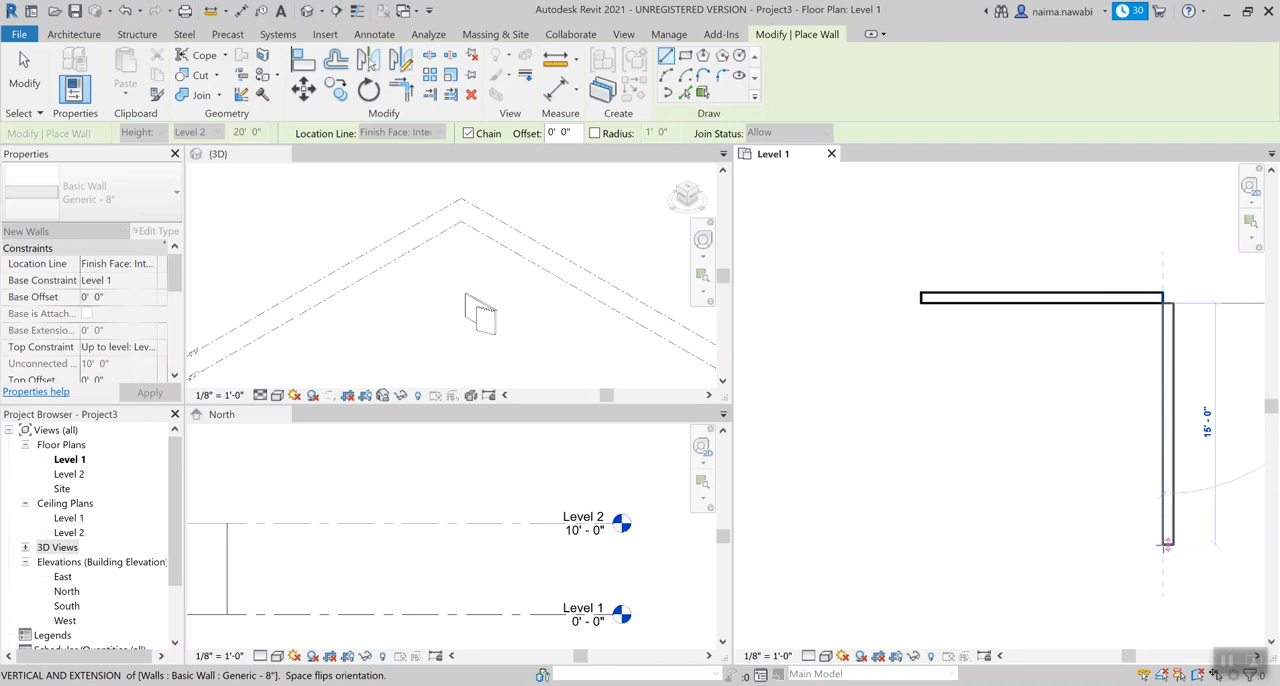 Autodesk Revit 2021 - UNREGISTERED VERSION - Project3 - Floor Plan: Level 1
naima.nawabi
30
File Architecture Structure Steel Precast Systems Insert Annotate Analyze Massing & Site Collaborate View Manage Add-Ins Modify | Place Wall
Modify
Paste
Cope
Cut
Join
Select Properties Clipboard Geometry Modify View Measure Create Draw
Modify | Place Wall Height: Level 2 20' 0" Location Line: Finish Face: Inte Chain Offset: 0' 0" Radius: 1' 0" Join Status: Allow
Properties
Basic Wall
Generic - 8"
New Walls Edit Type
Constraints
Location Line Finish Face: Int...
Base Constraint Level 1
Base Offset 0' 0"
Base is Attach...
Base Extensio... 0' 0"
Top Constraint Up to level: Lev...
Unconnected ... 10' 0"
Top Offset 0' 0"
Properties help Apply
Project Browser - Project3
Views (all)
Floor Plans
Level 1
Level 2
Site
Ceiling Plans
Level 1
Level 2
3D Views
Elevations (Building Elevation)
East
North
South
West
Legends
Schedules/Quantities (all)
{3D}
1/8" = 1'-0"
North
Level 2
10' - 0"
Level 1
0' - 0"
1/8" = 1'-0"
Level 1
15' - 0"
1/8" = 1'-0"
VERTICAL AND EXTENSION of [Walls : Basic Wall : Generic - 8"]. Space flips orientation.
:0
Main Model
:0